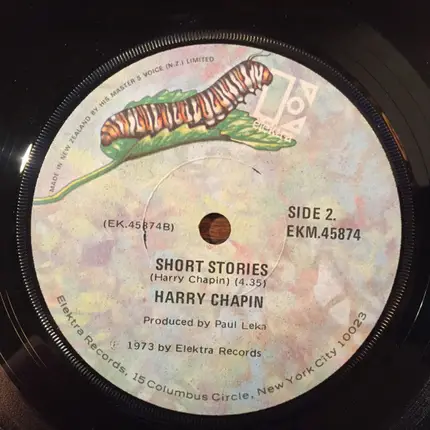 MADE IN NEW ZEALAND BY HIS MASTER'S VOICE (N.Z.) LIMITED
elektra
(EK.45874B)
SIDE 2.
EKM.45874
SHORT STORIES
(Harry Chapin) (4.35)
HARRY CHAPIN
Produced by Paul Leka
℗ 1973 by Elektra Records
Elektra Records, 15 Columbus Circle, New York City 10023